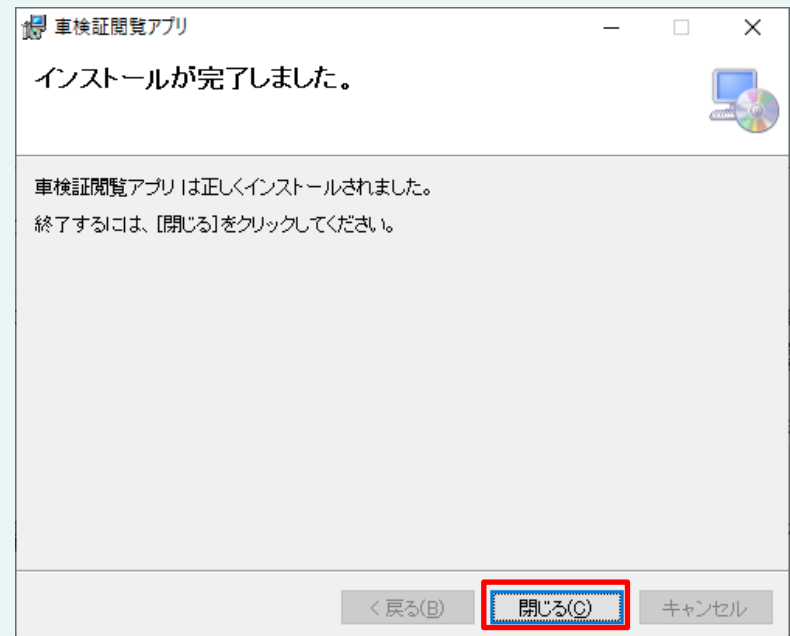 車検証閲覧アプリ
インストールが完了しました。
車検証閲覧アプリ は正しくインストールされました。
終了するには、[閉じる]をクリックしてください。
< 戻る(B)
閉じる(C)
キャンセル